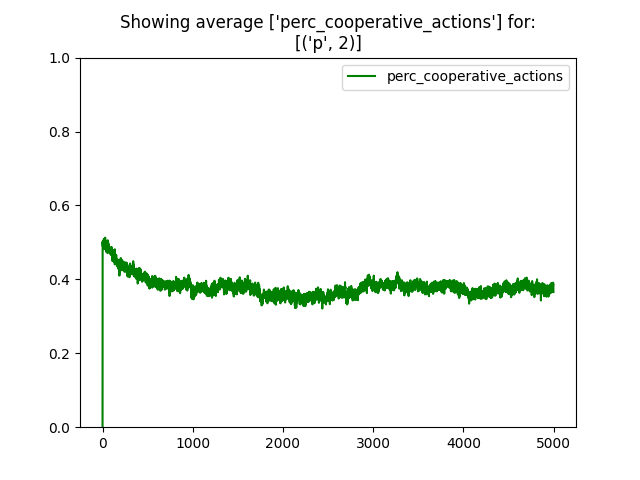 Showing average ['perc_cooperative_actions'] for:
[('p', 2)]
perc_cooperative_actions
1.0
0.8
0.6
0.4
0.2
0.0
0 1000 2000 3000 4000 5000